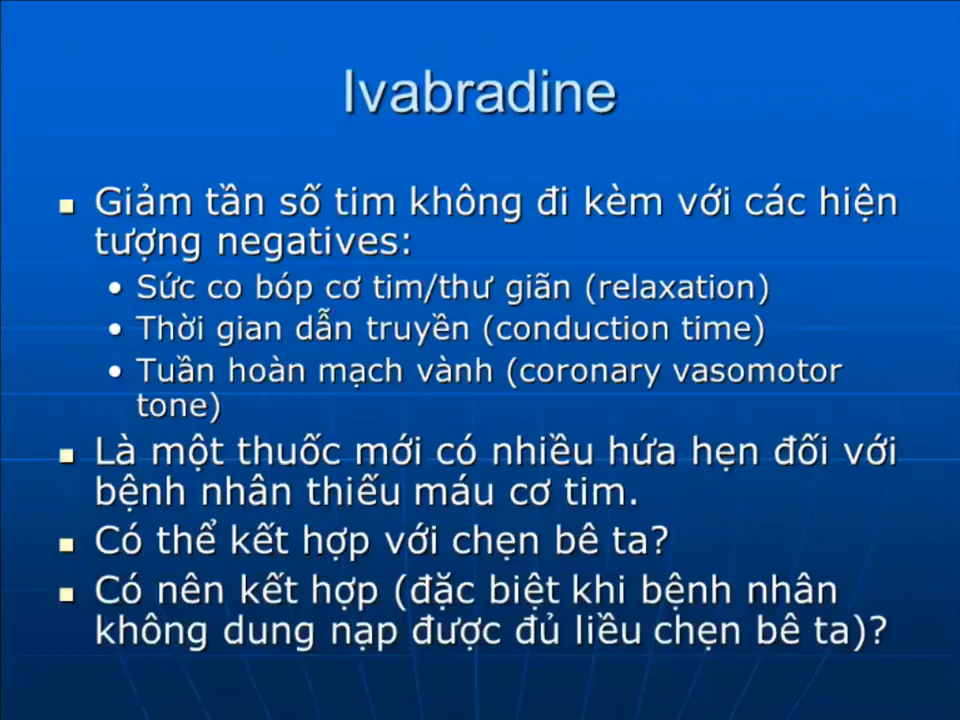 Ivabradine
Giảm tần số tim không đi kèm với các hiện
tượng negatives:
Sức co bóp cơ tim/thư giãn (relaxation)
Thời gian dẫn truyền (conduction time)
Tuần hoàn mạch vành (coronary vasomotor
tone)
Là một thuốc mới có nhiều hứa hẹn đối với
bệnh nhân thiếu máu cơ tim.
Có thể kết hợp với chẹn bê ta?
Có nên kết hợp (đặc biệt khi bệnh nhân
không dung nạp được đủ liều chẹn bê ta)?